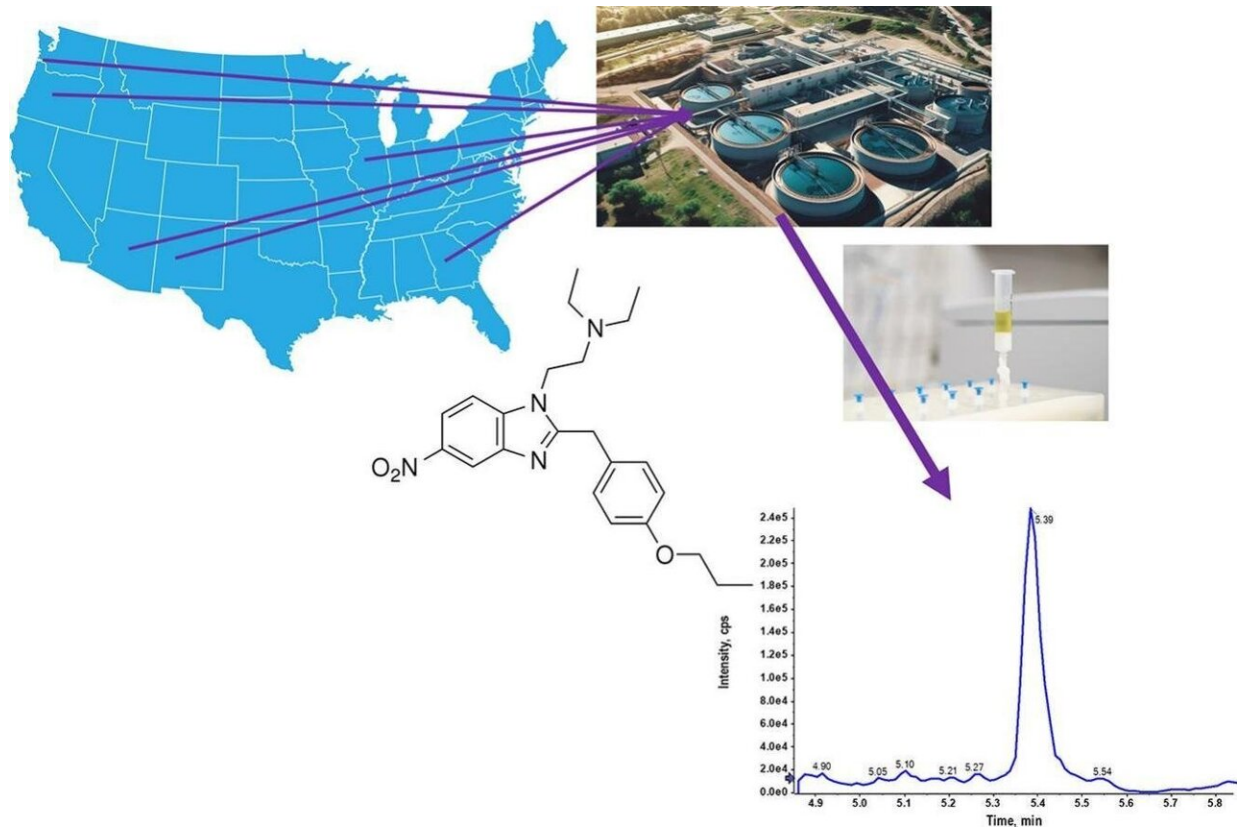 N
N
O₂N
N
O
2.4e5
2.2e5
2.0e5
1.8e5
1.6e5
1.4e5
1.2e5
1.0e5
8.0e4
6.0e4
4.0e4
2.0e4
0.0e0
Intensity, cps
5.39
4.90
5.05
5.10
5.21
5.27
5.54
4.9 5.0 5.1 5.2 5.3 5.4 5.5 5.6 5.7 5.8
Time, min